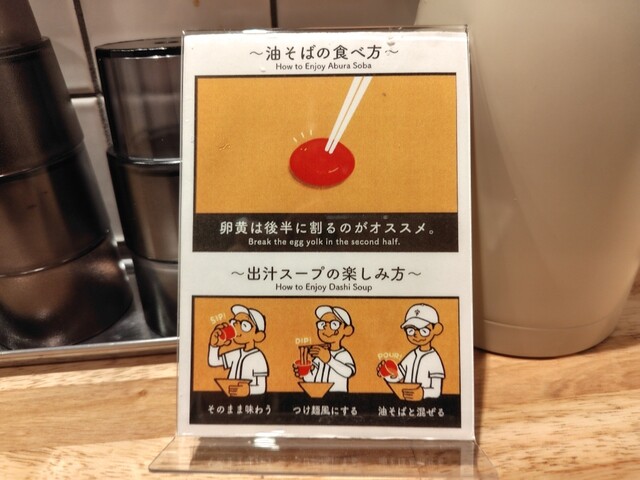 ～油そばの食べ方～
How to Enjoy Abura Soba
卵黄は後半に割るのがオススメ。
Break the egg yolk in the second half.
～出汁スープの楽しみ方～
How to Enjoy Dashi Soup
SIP!
DIP!
POUR!
そのまま味わう
つけ麺風にする
油そばと混ぜる